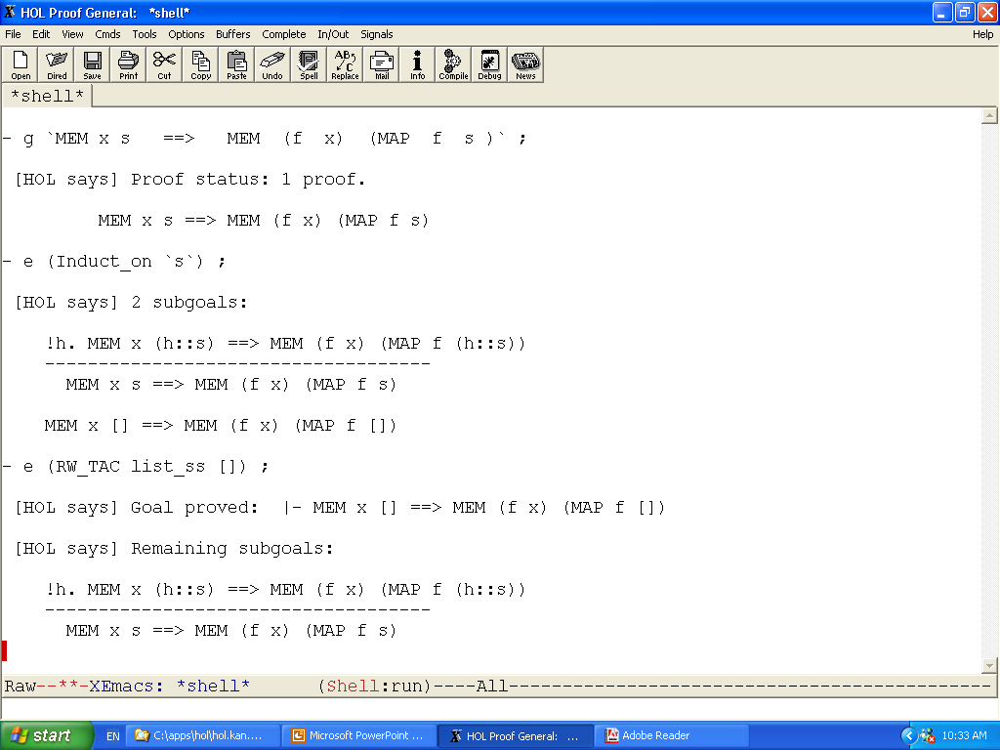 HOL Proof General: *shell*
File Edit View Cmds Tools Options Buffers Complete In/Out Signals Help
Open Dired Save Print Cut Copy Paste Undo Spell Replace Mail Info Compile Debug News
*shell*
- g `MEM x s ==> MEM (f x) (MAP f s )` ;
[HOL says] Proof status: 1 proof.
MEM x s ==> MEM (f x) (MAP f s)
- e (Induct_on `s`) ;
[HOL says] 2 subgoals:
!h. MEM x (h::s) ==> MEM (f x) (MAP f (h::s))
------------------------------------
MEM x s ==> MEM (f x) (MAP f s)
MEM x [] ==> MEM (f x) (MAP f [])
- e (RW_TAC list_ss []) ;
[HOL says] Goal proved: |- MEM x [] ==> MEM (f x) (MAP f [])
[HOL says] Remaining subgoals:
!h. MEM x (h::s) ==> MEM (f x) (MAP f (h::s))
------------------------------------
MEM x s ==> MEM (f x) (MAP f s)
Raw--**-XEmacs: *shell* (Shell:run)----All---------------------------------------------
start EN C:\apps\hol\hol.kan.... Microsoft PowerPoint ... HOL Proof General: ... Adobe Reader 10:33 AM